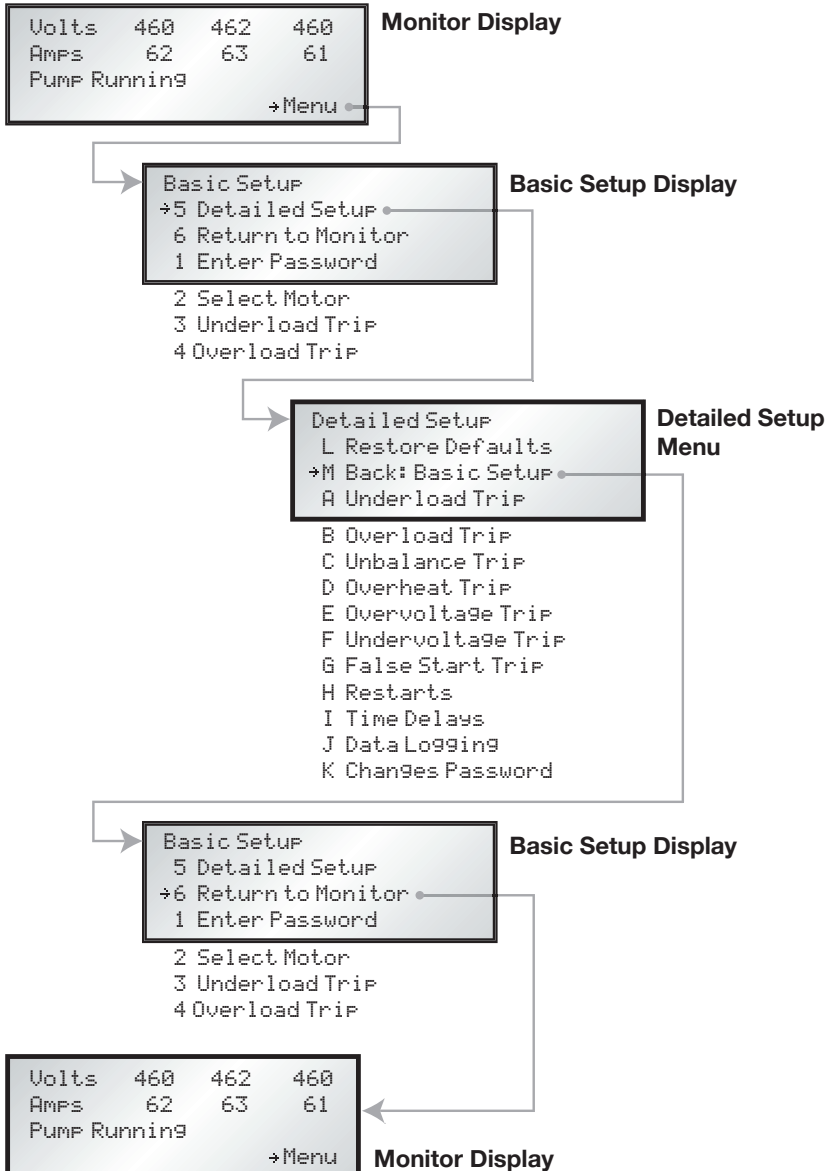 Volts 460 462 460
Monitor Display
Amps 62 63 61
Pump Running
→Menu
Basic Setup
Basic Setup Display
→5 Detailed Setup
6 Return to Monitor
1 Enter Password
2 Select Motor
3 Underload Trip
4 Overload Trip
Detailed Setup
Detailed Setup
Menu
L Restore Defaults
→M Back: Basic Setup
A Underload Trip
B Overload Trip
C Unbalance Trip
D Overheat Trip
E Overvoltage Trip
F Undervoltage Trip
G False Start Trip
H Restarts
I Time Delays
J Data Logging
K Changes Password
Basic Setup
Basic Setup Display
5 Detailed Setup
→6 Return to Monitor
1 Enter Password
2 Select Motor
3 Underload Trip
4 Overload Trip
Volts 460 462 460
Amps 62 63 61
Pump Running
→Menu
Monitor Display